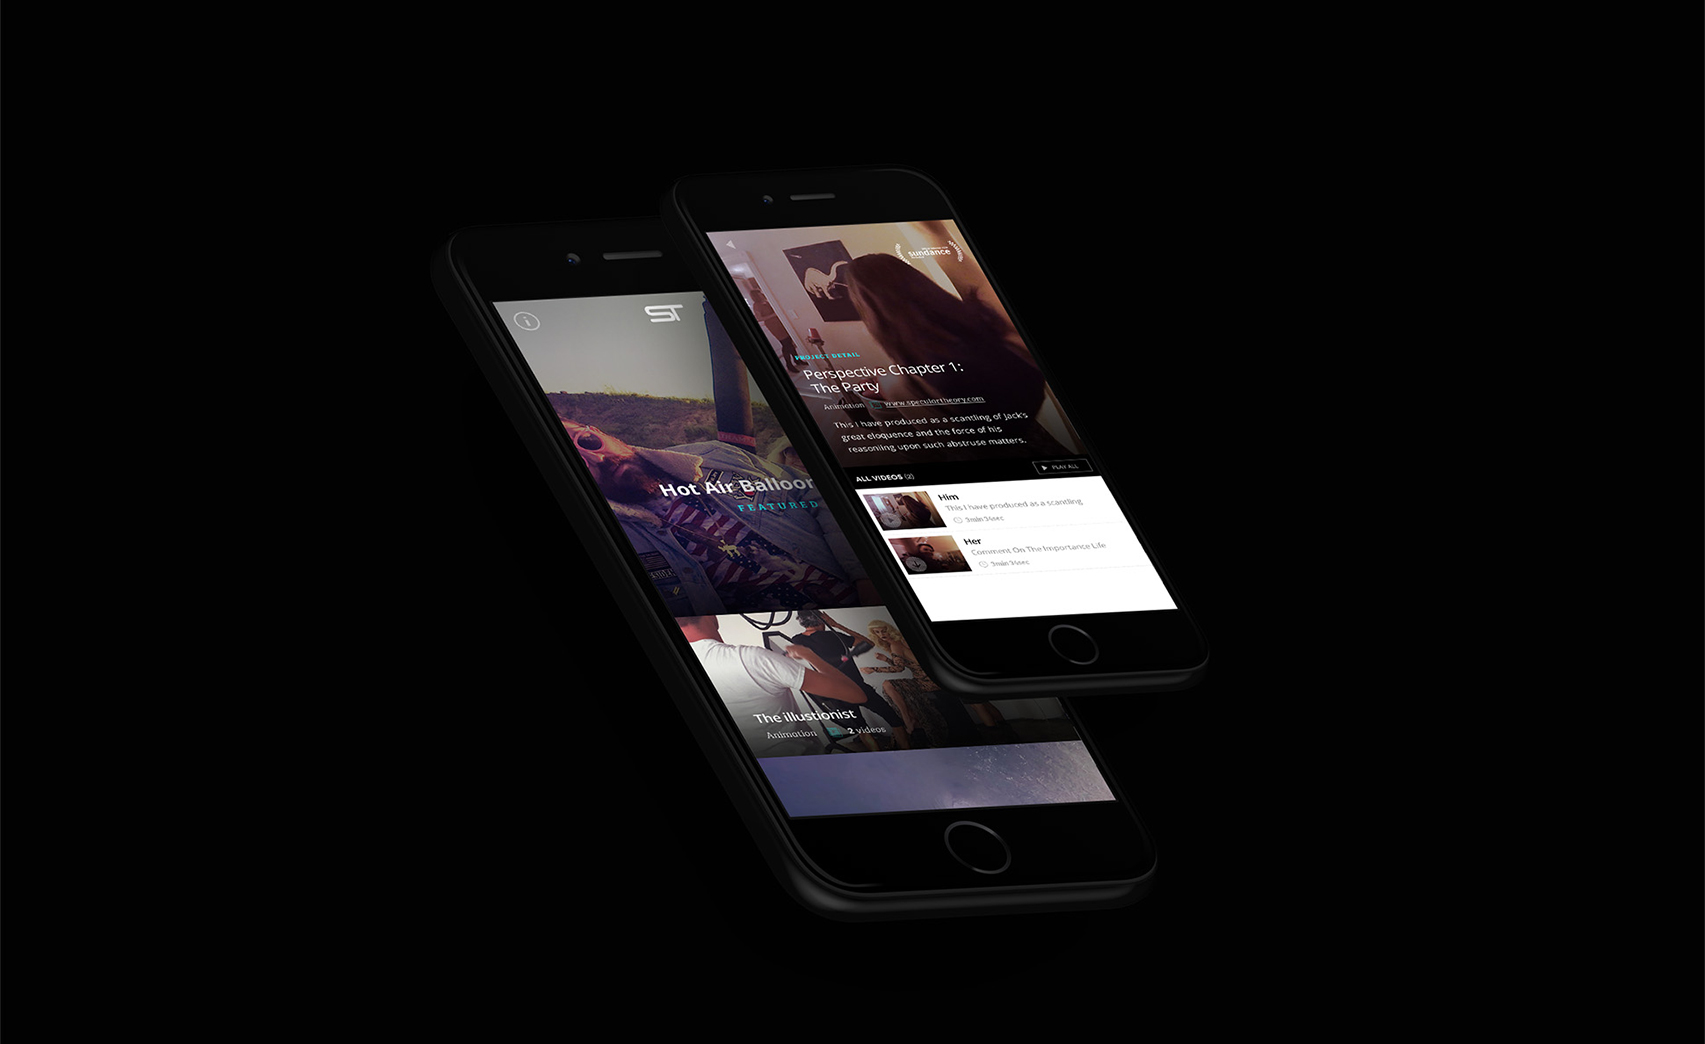 ST
Hot Air Balloon
FEATURED
The illustionist
Animation 2 videos
sundance
PROJECT DETAIL
Perspective Chapter 1:
The Party
Animation www.speculartheory.com
This I have produced as a scantling of Jack's
great eloquence and the force of his
reasoning upon such abstruse matters.
ALL VIDEOS (2)
PLAY ALL
Him
This I have produced as a scantling
3min 34sec
Her
Comment On The Importance Life
3min 34sec